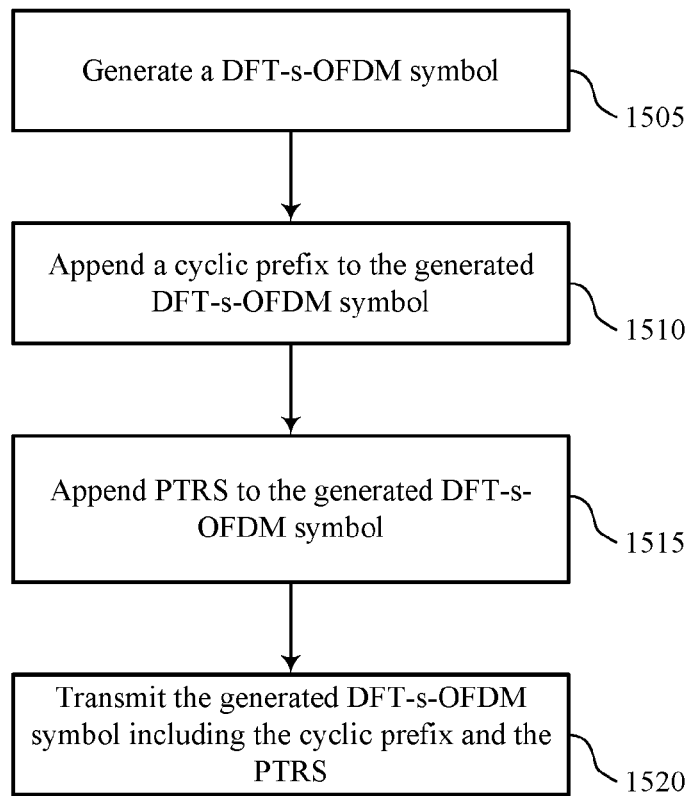 Generate a DFT-s-OFDM symbol
1505
Append a cyclic prefix to the generated
DFT-s-OFDM symbol
1510
Append PTRS to the generated DFT-s-
OFDM symbol
1515
Transmit the generated DFT-s-OFDM
symbol including the cyclic prefix and the
PTRS
1520